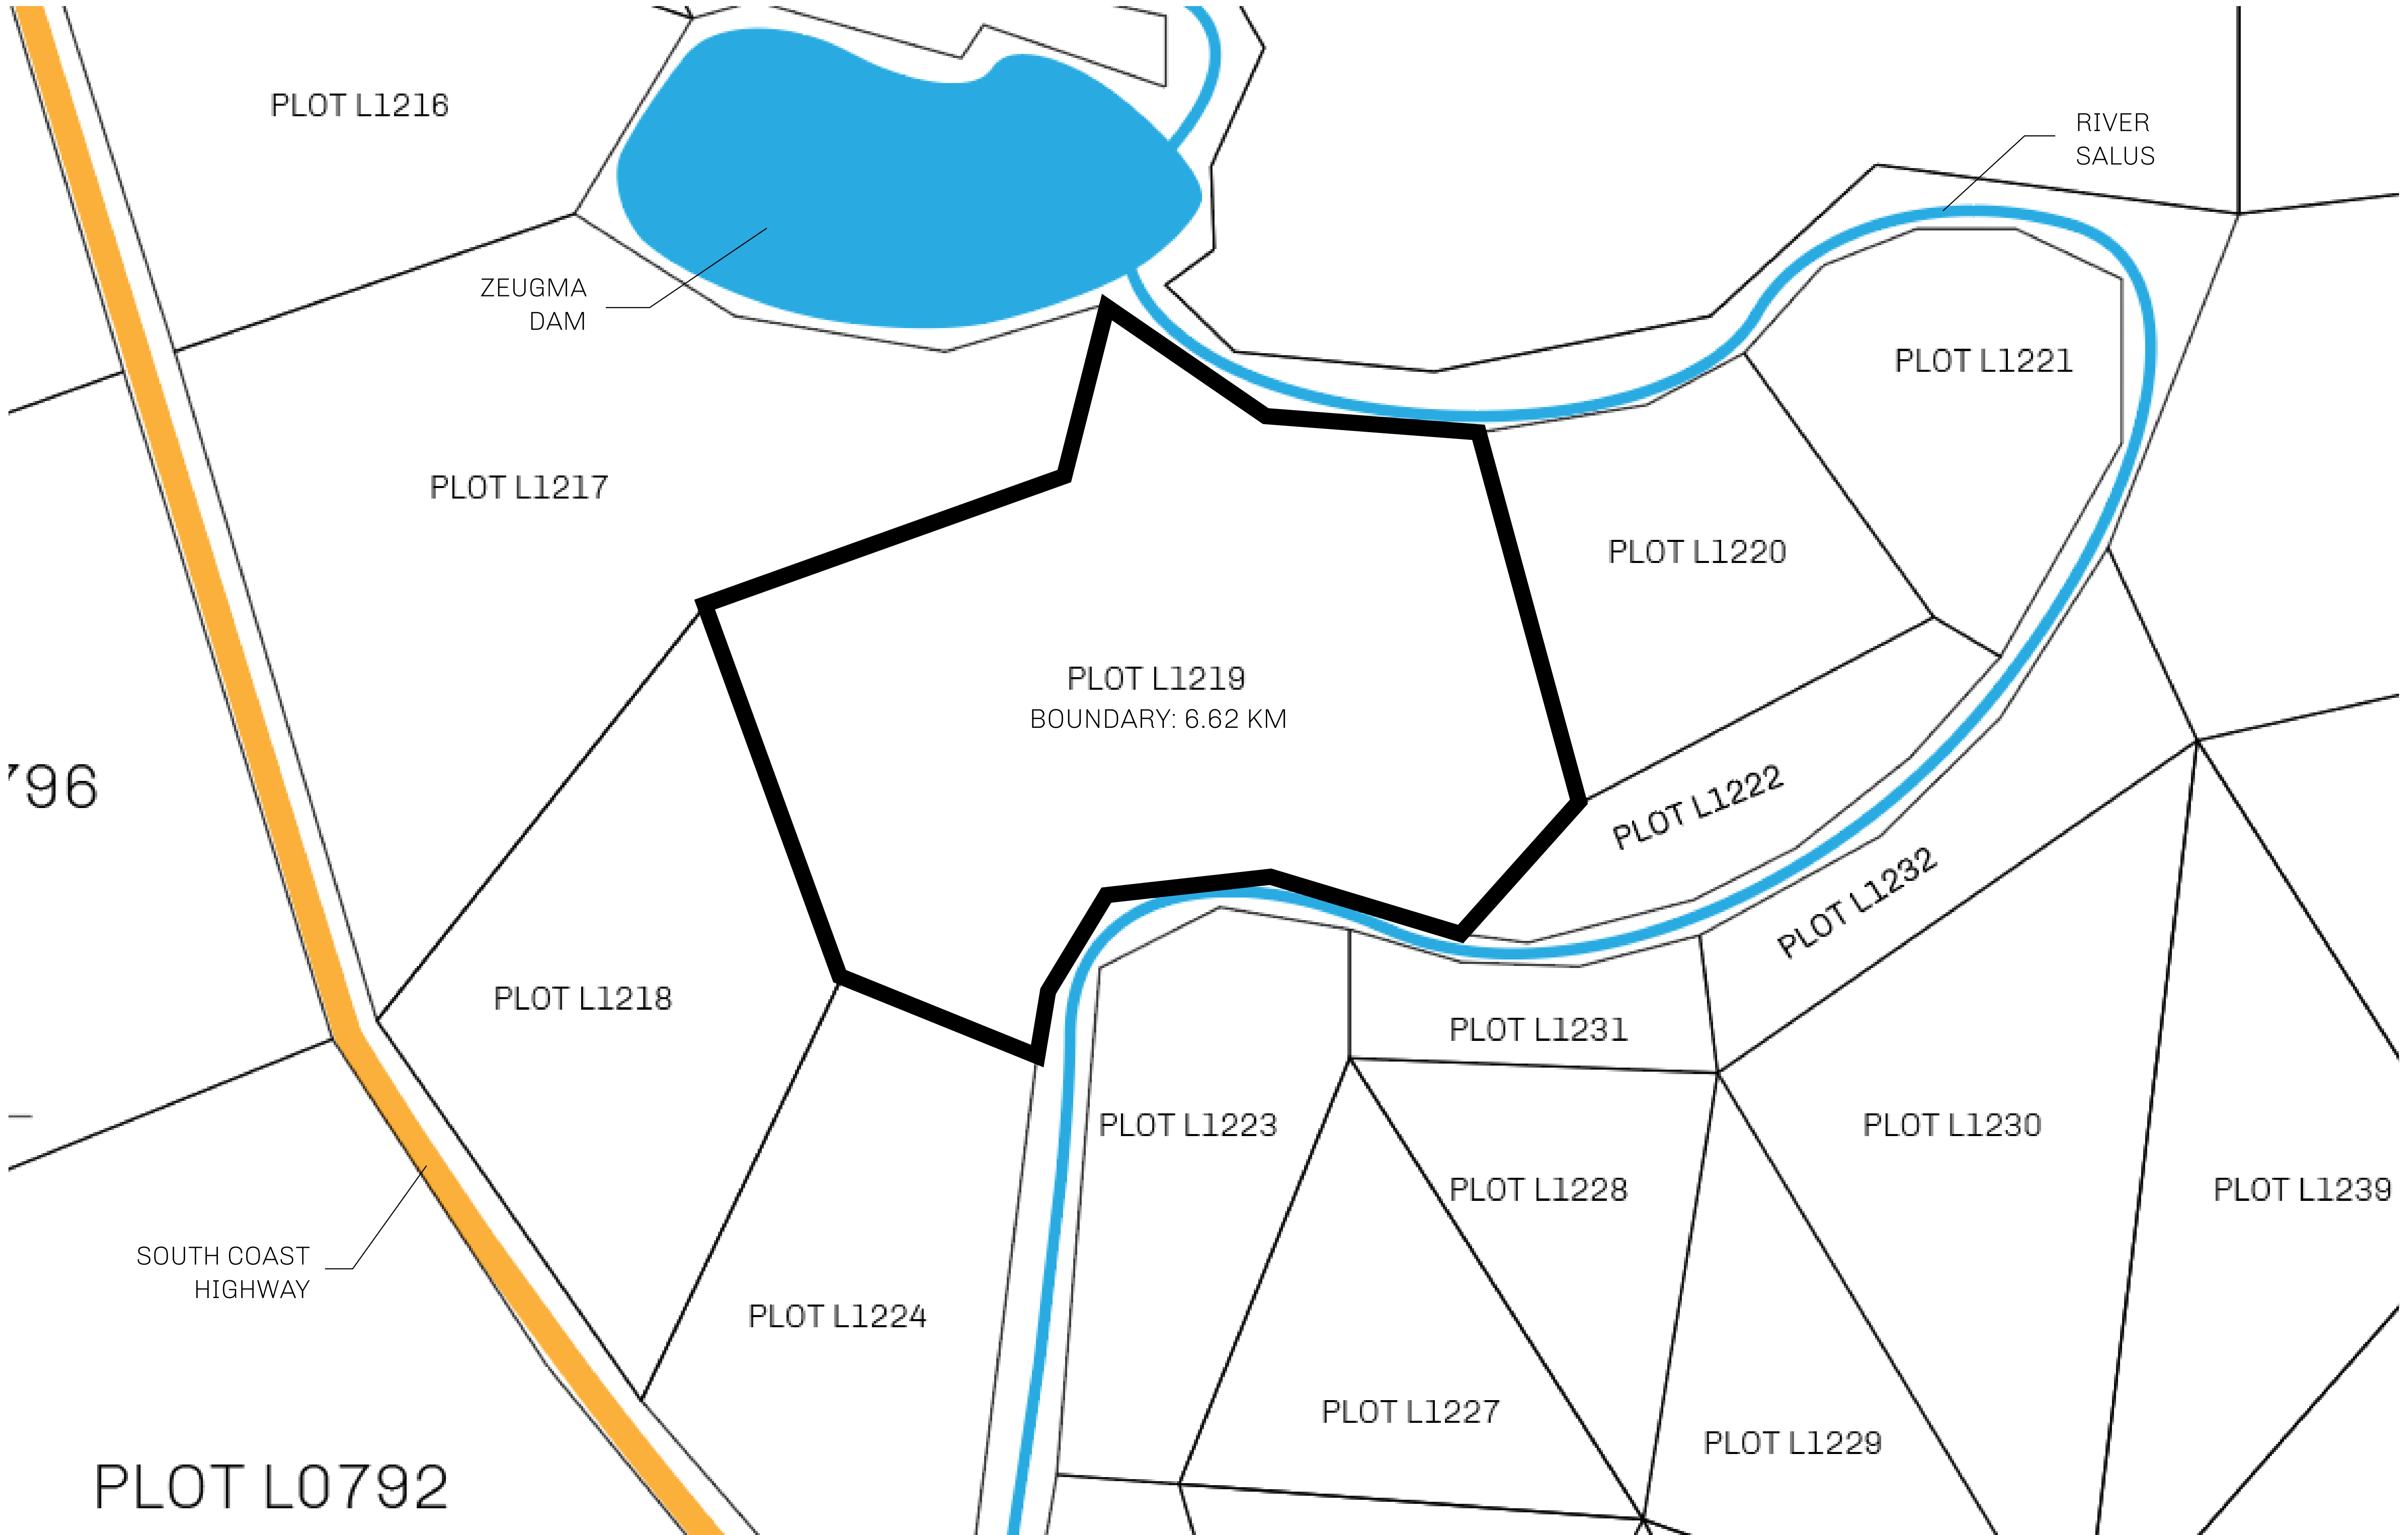 PLOT L1216
RIVER
SALUS
ZEUGMA
DAM
PLOT L1221
PLOT L1217
PLOT L1220
PLOT L1219
BOUNDARY: 6.62 KM
796
PLOT L1222
PLOT L1232
PLOT L1218
PLOT L1231
PLOT L1223
PLOT L1230
PLOT L1228
PLOT L1239
SOUTH COAST
HIGHWAY
PLOT L1224
PLOT L1227
PLOT L1229
PLOT L0792